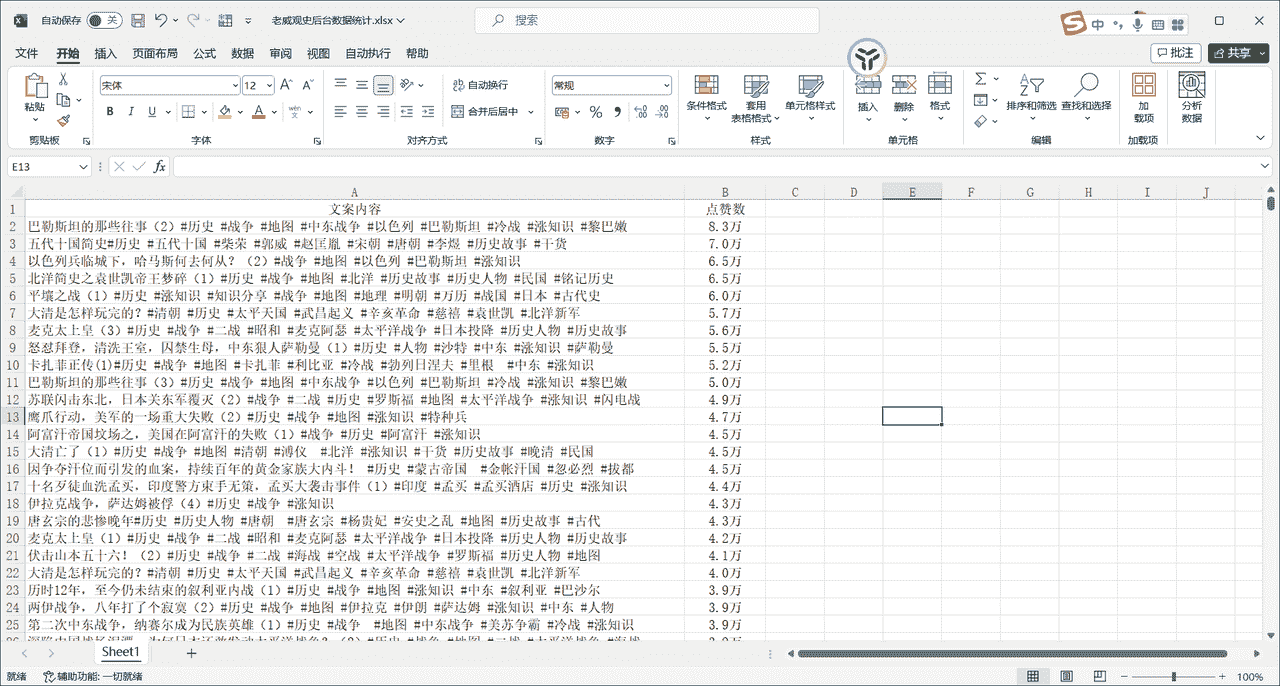 自动保存 关 老威观史后台数据统计.xlsx 搜索 中
文件 开始 插入 页面布局 公式 数据 审阅 视图 自动执行 帮助 批注 共享
粘贴 宋体 12 B I U A 自动换行 合并后居中 常规 条件格式 套用 表格格式 单元格样式 插入 删除 格式 排序和筛选 查找和选择 加载项 分析 数据
剪贴板 字体 对齐方式 数字 样式 单元格 编辑 加载项
E13 fx
A B C D E F G H I J
1 文案内容 点赞数
2 巴勒斯坦的那些往事（2）#历史 #战争 #地图 #中东战争 #以色列 #巴勒斯坦 #冷战 #涨知识 #黎巴嫩 8.3万
3 五代十国简史#历史 #五代十国 #柴荣 #郭威 #赵匡胤 #宋朝 #唐朝 #李煜 #历史故事 #干货 7.0万
4 以色列兵临城下，哈马斯何去何从？（2）#战争 #地图 #以色列 #巴勒斯坦 #涨知识 6.5万
5 北洋简史之袁世凯帝王梦碎（1）#历史 #战争 #地图 #北洋 #历史故事 #历史人物 #民国 #铭记历史 6.5万
6 平壤之战（1）#历史 #涨知识 #知识分享 #战争 #地图 #地理 #明朝 #万历 #战国 #日本 #古代史 6.0万
7 大清是怎样玩完的？#清朝 #历史 #太平天国 #武昌起义 #辛亥革命 #慈禧 #袁世凯 #北洋新军 5.7万
8 麦克太上皇（3）#历史 #战争 #二战 #昭和 #麦克阿瑟 #太平洋战争 #日本投降 #历史人物 #历史故事 5.6万
9 怒怼拜登，清洗王室，囚禁生母，中东狠人萨勒曼（1）#历史 #人物 #沙特 #中东 #涨知识 #萨勒曼 5.5万
10 卡扎菲正传(1)#历史 #战争 #地图 #卡扎菲 #利比亚 #冷战 #勃列日涅夫 #里根 #中东 #涨知识 5.2万
11 巴勒斯坦的那些往事（3）#历史 #战争 #地图 #中东战争 #以色列 #巴勒斯坦 #冷战 #涨知识 #黎巴嫩 5.0万
12 苏联闪击东北，日本关东军覆灭（2）#战争 #二战 #历史 #罗斯福 #地图 #太平洋战争 #涨知识 #闪电战 4.9万
13 鹰爪行动，美军的一场重大失败（2）#历史 #战争 #地图 #涨知识 #特种兵 4.7万
14 阿富汗帝国坟场之，美国在阿富汗的失败（1）#战争 #历史 #阿富汗 #涨知识 4.5万
15 大清亡了（1）#历史 #战争 #地图 #清朝 #溥仪 #北洋 #涨知识 #干货 #历史故事 #晚清 #民国 4.5万
16 因争夺汗位而引发的血案，持续百年的黄金家族大内斗！ #历史 #蒙古帝国 #金帐汗国 #忽必烈 #拔都 4.5万
17 十名歹徒血洗孟买，印度警方束手无策，孟买大袭击事件（1）#印度 #孟买 #孟买酒店 #历史 #涨知识 4.4万
18 伊拉克战争，萨达姆被俘（4）#历史 #战争 #涨知识 4.3万
19 唐玄宗的悲惨晚年#历史 #历史人物 #唐朝 #唐玄宗 #杨贵妃 #安史之乱 #地图 #历史故事 #古代 4.3万
20 麦克太上皇（1）#历史 #战争 #二战 #昭和 #麦克阿瑟 #太平洋战争 #日本投降 #历史人物 #历史故事 4.2万
21 伏击山本五十六！（2）#历史 #战争 #二战 #海战 #空战 #太平洋战争 #罗斯福 #历史人物 #地图 4.1万
22 大清是怎样玩完的？#清朝 #历史 #太平天国 #武昌起义 #辛亥革命 #慈禧 #袁世凯 #北洋新军 4.0万
23 历时12年，至今仍未结束的叙利亚内战（1）#历史 #战争 #地图 #涨知识 #中东 #叙利亚 #巴沙尔 3.9万
24 两伊战争，八年打了个寂寞（2）#历史 #战争 #地图 #伊拉克 #伊朗 #萨达姆 #涨知识 #中东 #人物 3.9万
25 第二次中东战争，纳赛尔成为民族英雄（1）#历史 #战争 #地图 #中东战争 #美苏争霸 #冷战 #涨知识 3.9万
Sheet1
就绪 辅助功能: 一切就绪 100%